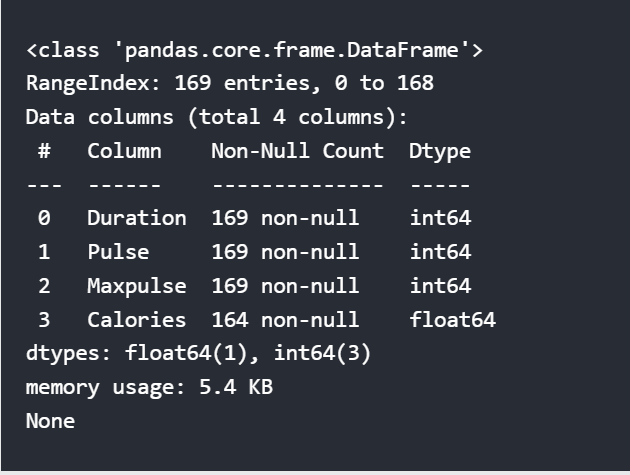 <class 'pandas.core.frame.DataFrame'>
RangeIndex: 169 entries, 0 to 168
Data columns (total 4 columns):
 #   Column    Non-Null Count  Dtype
---  ------    --------------  -----
 0   Duration  169 non-null    int64
 1   Pulse     169 non-null    int64
 2   Maxpulse  169 non-null    int64
 3   Calories  164 non-null    float64
dtypes: float64(1), int64(3)
memory usage: 5.4 KB
None